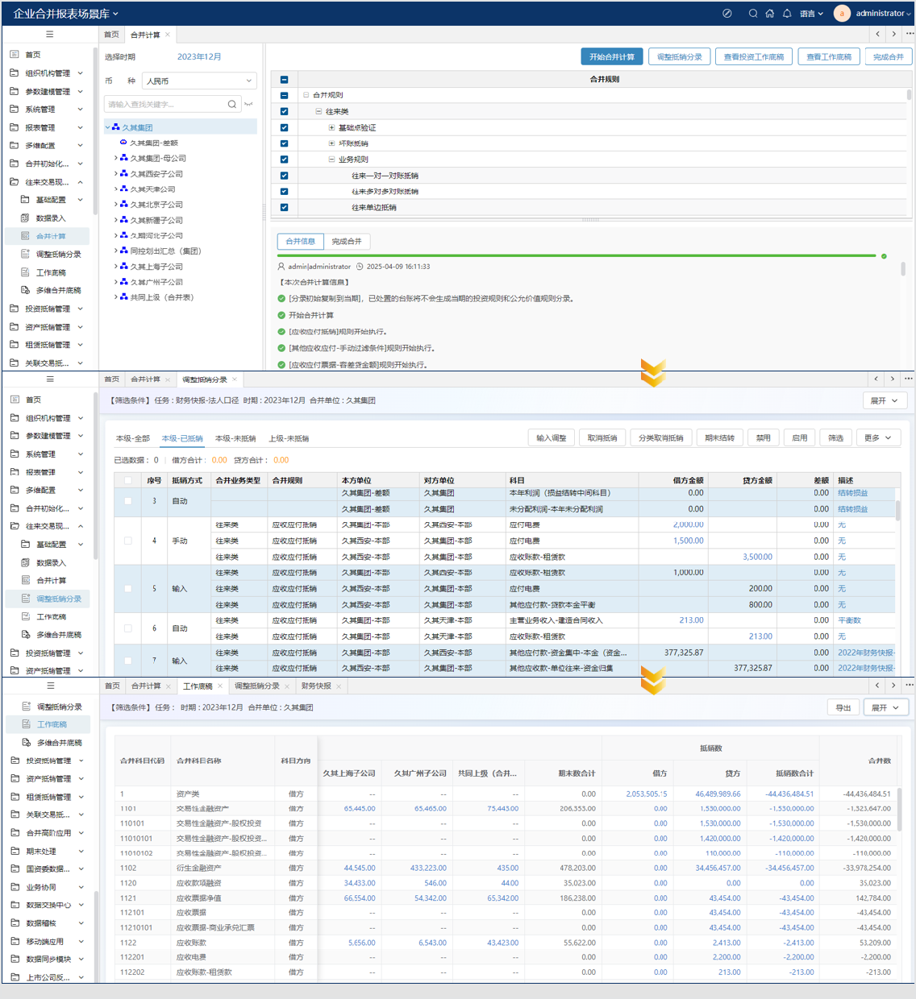 企业合并报表场景库
语言
a
administrator
首页
合并计算
首页
组织机构管理
参数建模管理
系统管理
报表管理
多维配置
合并初始化...
往来交易现...
基础配置
数据录入
合并计算
调整抵销分录
工作底稿
多维合并底稿
投资抵销管理
资产抵销管理
租赁抵销管理
关联交易抵...
选择时期 2023年12月
币 种 人民币
请输入查找关键字...
久其集团
久其集团-差额
久其集团-母公司
久其西安子公司
久其天津公司
久其北京子公司
久其新疆子公司
久期河北子公司
同控划出汇总（集团）
久其上海子公司
久其广州子公司
共同上级（合并表）
开始合并计算 调整抵销分录 查看投资工作底稿 查看工作底稿 完成合并
合并规则
合并规则
往来类
基础点验证
坏账抵销
业务规则
往来一对一对账抵销
往来多对多对账抵销
往来单边抵销
合并信息 完成合并
admin|administrator 2025-04-09 16:11:33
【本次合并计算信息】
[分录初始复制到当期]，已处置的台账将不会生成当期的投资规则和公允价值规则分录。
开始合并计算
[应收应付抵销]规则开始执行。
[其他应收应付-手动过滤条件]规则开始执行。
[应收应付票据-容差贷金额]规则开始执行。
首页 合并计算 调整抵销分录
首页
组织机构管理
参数建模管理
系统管理
报表管理
多维配置
合并初始化...
往来交易现...
基础配置
数据录入
合并计算
调整抵销分录
工作底稿
多维合并底稿
投资抵销管理
资产抵销管理
【筛选条件】 任务：财务快报-法人口径 时期：2023年12月 合并单位：久其集团
展开
本级-全部 本级-已抵销 本级-未抵销 上级-未抵销
输入调整 取消抵销 分类取消抵销 期末结转 禁用 启用 筛选 更多
已选数据： 0 借方合计： 0.00 贷方合计： 0.00
序号 抵销方式 合并业务类型 合并规则 本方单位 对方单位 科目 借方金额 贷方金额 差额 描述
3 自动 久其集团-差额 久其集团 本年利润（损益结转中间科目） 0.00 0.00 结转损益
久其集团-差额 久其集团 未分配利润-本年未分配利润 0.00 0.00 结转损益
4 手动 往来类 应收应付抵销 久其集团-本部 久其西安-本部 应付电费 2,000.00 0.00 无
往来类 应收应付抵销 久其集团-本部 久其西安-本部 应付电费 1,500.00 0.00 无
往来类 应收应付抵销 久其西安-本部 久其集团-本部 应收账款-租赁款 3,500.00 0.00 无
5 输入 往来类 应收应付抵销 久其集团-本部 久其西安-本部 应收账款-租赁款 1,000.00 0.00 无
往来类 应收应付抵销 久其西安-本部 久其集团-本部 应付电费 200.00 0.00 无
往来类 应收应付抵销 久其西安-本部 久其集团-本部 其他应付款-贷款本金平衡 800.00 0.00 无
6 自动 往来类 应收应付抵销 久其集团-本部 久其天津-本部 主营业务收入-建造合同收入 213.00 0.00 平衡数
往来类 应收应付抵销 久其集团-本部 久其天津-本部 应收账款-租赁款 213.00 0.00 无
7 输入 往来类 应收应付抵销 久其集团-本部 久其西安-本部 其他应付款-资金集中-本金（资金... 377,325.87 0.00 2022年财务快报-
往来类 应收应付抵销 久其西安-本部 久其集团-本部 其他应收款-单位往来-资金归集 377,325.87 0.00 2022年财务快报-
首页 合并计算 工作底稿 调整抵销分录 财务快报
调整抵销分录
工作底稿
多维合并底稿
投资抵销管理
资产抵销管理
租赁抵销管理
关联交易抵...
合并高阶应用
期末处理
国资委数据...
业务协同
数据交换中心
数据稽核
移动端应用
数据同步模块
上市公司反...
【筛选条件】 任务： 时期：2023年12月 合并单位：久其集团
导出 展开
抵销数
合并科目代码 合并科目名称 科目方向 久其上海子公司 久其广州子公司 共同上级（合并... 期末数合计 借方 贷方 抵销数合计 合并数
1 资产类 借方 -- -- -- 0.00 2,053,505.15 46,489,989.66 -44,436,484.51 -44,436,484.51
1101 交易性金融资产 借方 65,445.00 65,465.00 75,443.00 206,353.00 0.00 1,530,000.00 -1,530,000.00 -1,323,647.00
110101 交易性金融资产-股权投资 借方 -- -- -- 0.00 0.00 1,530,000.00 -1,530,000.00 -1,530,000.00
11010101 交易性金融资产-股权投资... 借方 -- -- -- 0.00 0.00 1,420,000.00 -1,420,000.00 -1,420,000.00
11010102 交易性金融资产-股权投资... 借方 -- -- -- 0.00 0.00 110,000.00 -110,000.00 -110,000.00
1102 衍生金融资产 借方 44,545.00 433,223.00 435.00 478,203.00 0.00 34,456,457.00 -34,456,457.00 -33,978,254.00
1120 应收款项融资 借方 34,433.00 546.00 44.00 35,023.00 0.00 0.00 0.00 35,023.00
1121 应收票据净值 借方 66,554.00 54,342.00 65,342.00 186,238.00 0.00 43,454.00 -43,454.00 142,784.00
112101 应收票据 借方 -- -- -- 0.00 0.00 43,454.00 -43,454.00 -43,454.00
11210101 应收票据-商业承兑汇票 借方 -- -- -- 0.00 0.00 43,454.00 -43,454.00 -43,454.00
1122 应收账款 借方 5,656.00 6,543.00 43,423.00 55,622.00 0.00 2,413.00 -2,413.00 53,209.00
112201 应收电费 借方 -- -- -- 0.00 0.00 2,200.00 -2,200.00 -2,200.00
112202 应收账款-租赁款 借方 -- -- -- 0.00 0.00 213.00 -213.00 -213.00